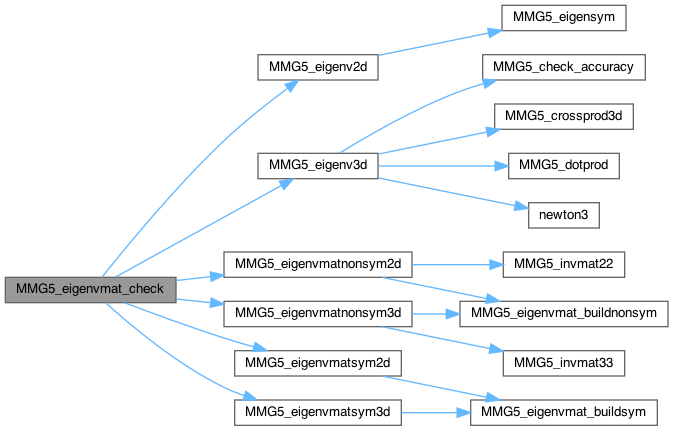 MMG5_eigenvmat_check
MMG5_eigenv2d
MMG5_eigenv3d
MMG5_eigenvmatnonsym2d
MMG5_eigenvmatnonsym3d
MMG5_eigenvmatsym2d
MMG5_eigenvmatsym3d
MMG5_eigensym
MMG5_check_accuracy
MMG5_crossprod3d
MMG5_dotprod
newton3
MMG5_invmat22
MMG5_eigenvmat_buildnonsym
MMG5_invmat33
MMG5_eigenvmat_buildsym